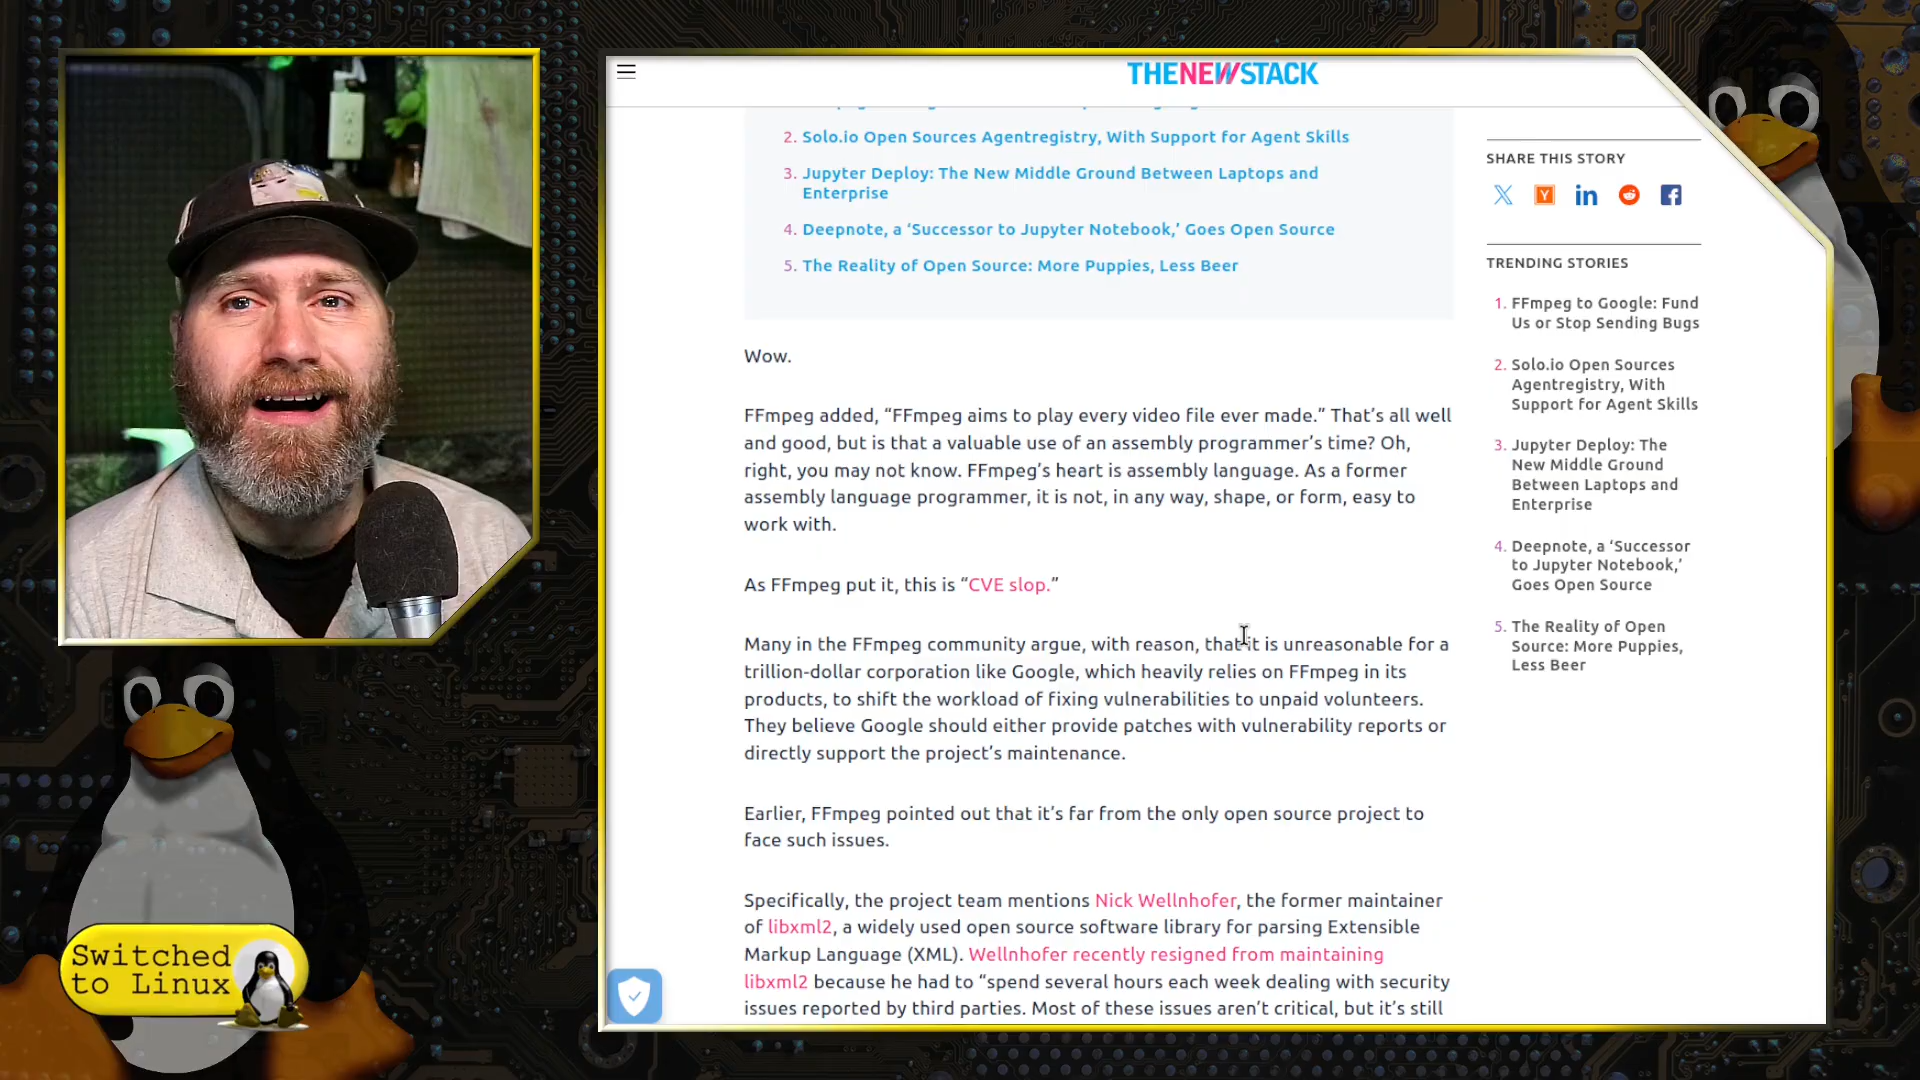 THENEWSTACK
2. Solo.io Open Sources Agentregistry, With Support for Agent Skills
3. Jupyter Deploy: The New Middle Ground Between Laptops and
Enterprise
4. Deepnote, a ‘Successor to Jupyter Notebook,’ Goes Open Source
5. The Reality of Open Source: More Puppies, Less Beer
Wow.
FFmpeg added, “FFmpeg aims to play every video file ever made.” That’s all well
and good, but is that a valuable use of an assembly programmer’s time? Oh,
right, you may not know. FFmpeg’s heart is assembly language. As a former
assembly language programmer, it is not, in any way, shape, or form, easy to
work with.
As FFmpeg put it, this is “CVE slop.”
Many in the FFmpeg community argue, with reason, that it is unreasonable for a
trillion-dollar corporation like Google, which heavily relies on FFmpeg in its
products, to shift the workload of fixing vulnerabilities to unpaid volunteers.
They believe Google should either provide patches with vulnerability reports or
directly support the project’s maintenance.
Earlier, FFmpeg pointed out that it’s far from the only open source project to
face such issues.
Specifically, the project team mentions Nick Wellnhofer, the former maintainer
of libxml2, a widely used open source software library for parsing Extensible
Markup Language (XML). Wellnhofer recently resigned from maintaining
libxml2 because he had to “spend several hours each week dealing with security
issues reported by third parties. Most of these issues aren’t critical, but it’s still
SHARE THIS STORY
TRENDING STORIES
1. FFmpeg to Google: Fund
Us or Stop Sending Bugs
2. Solo.io Open Sources
Agentregistry, With
Support for Agent Skills
3. Jupyter Deploy: The
New Middle Ground
Between Laptops and
Enterprise
4. Deepnote, a ‘Successor
to Jupyter Notebook,’
Goes Open Source
5. The Reality of Open
Source: More Puppies,
Less Beer
Switched
to Linux